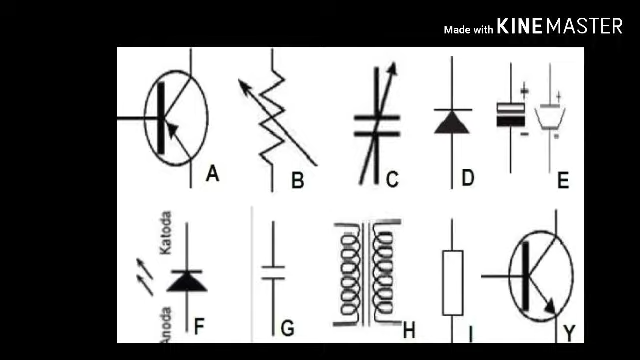 Made with KINEMASTER
A
B
C
D
+ +
- =
E
Katoda
Anoda
F
G
H
I
Y